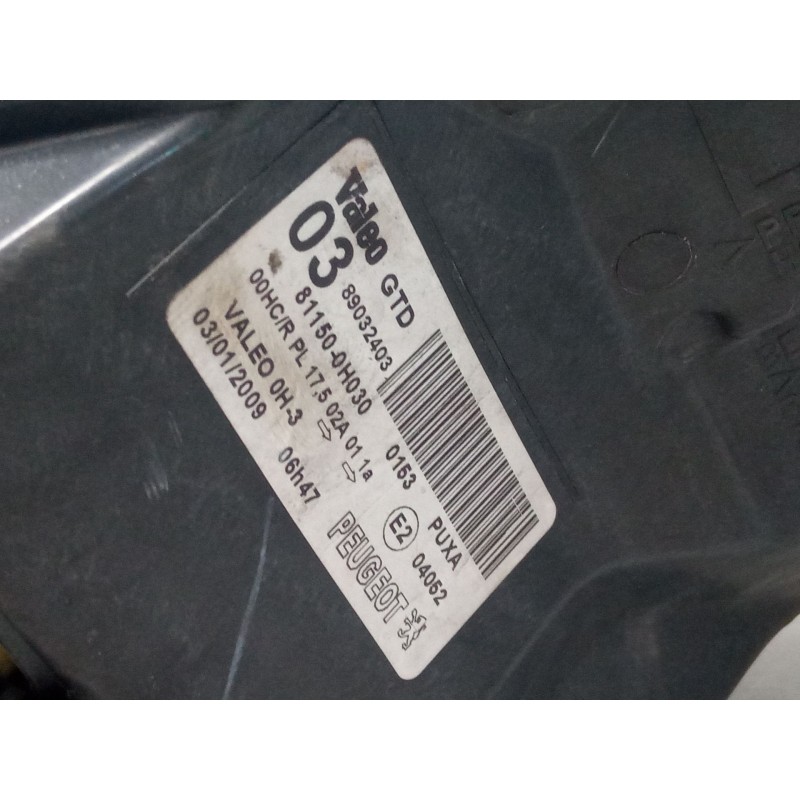 Valeo GTD
03 89032403
81150-0H030 0153 PUXA
00HC/R PL 17,5 02A 01 1a E2 04052
VALEO 0H-3
03/01/2009 06h47 PEUGEOT